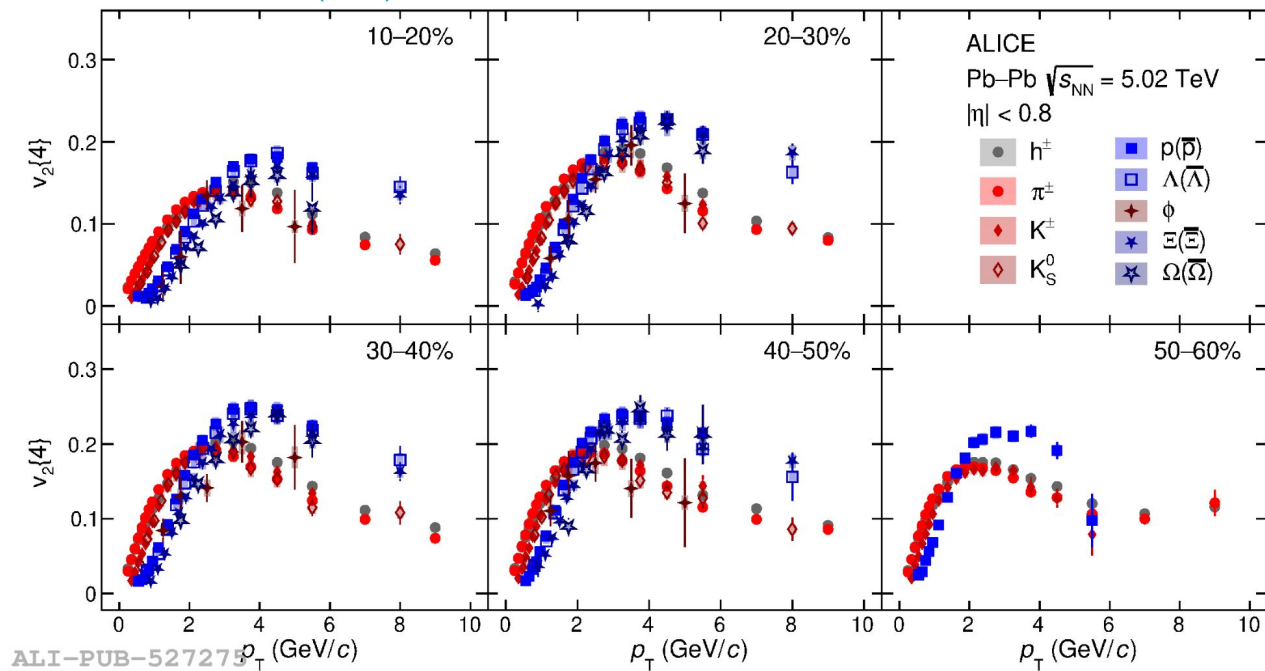 10–20%
20–30%
ALICE
Pb–Pb √sNN = 5.02 TeV
|η| < 0.8
h±
p(p̅)
π±
Λ(Λ̅)
K±
ϕ
K0S
Ξ(Ξ̅)
Ω(Ω̅)
v2{4}
0.3
0.2
0.1
0
30–40%
40–50%
50–60%
v2{4}
0.3
0.2
0.1
0
0 2 4 6 8 10
0 2 4 6 8 10
0 2 4 6 8 10
pT (GeV/c)
pT (GeV/c)
pT (GeV/c)
ALI-PUB-527275